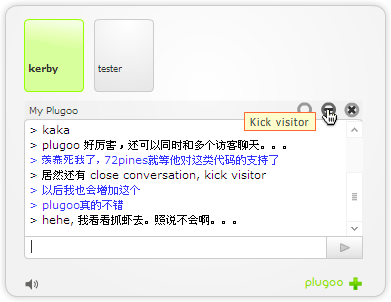 kerby
tester
My Plugoo
Kick visitor
> kaka
> plugoo 好厉害，还可以同时和多个访客聊天。。。
> 羡慕死我了，72pines就等他对这类代码的支持了
> 居然还有 close conversation, kick visitor
> 以后我也会增加这个
> plugoo真的不错
> hehe, 我看看抓虾去。照说不会啊。。。
plugoo